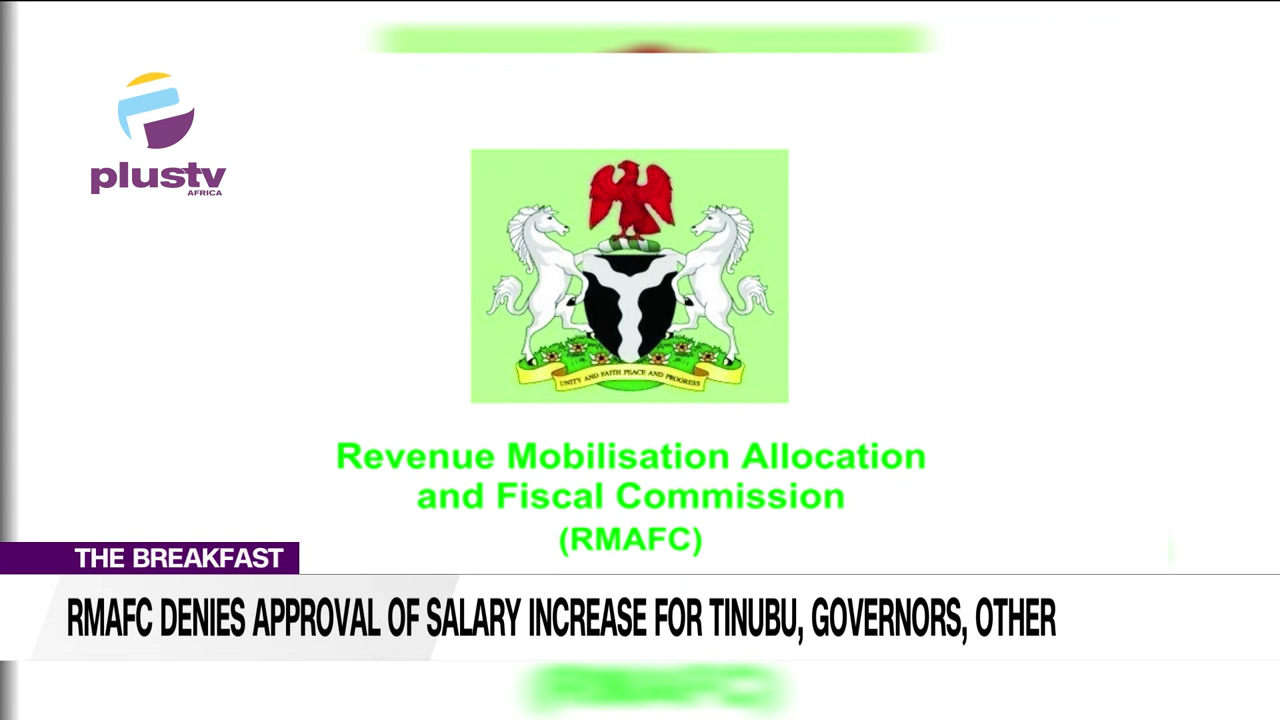 plustv
AFRICA
UNITY AND FAITH PEACE AND PROGRESS
Revenue Mobilisation Allocation
and Fiscal Commission
(RMAFC)
THE BREAKFAST
RMAFC DENIES APPROVAL OF SALARY INCREASE FOR TINUBU, GOVERNORS, OTHER
(RMAFC)